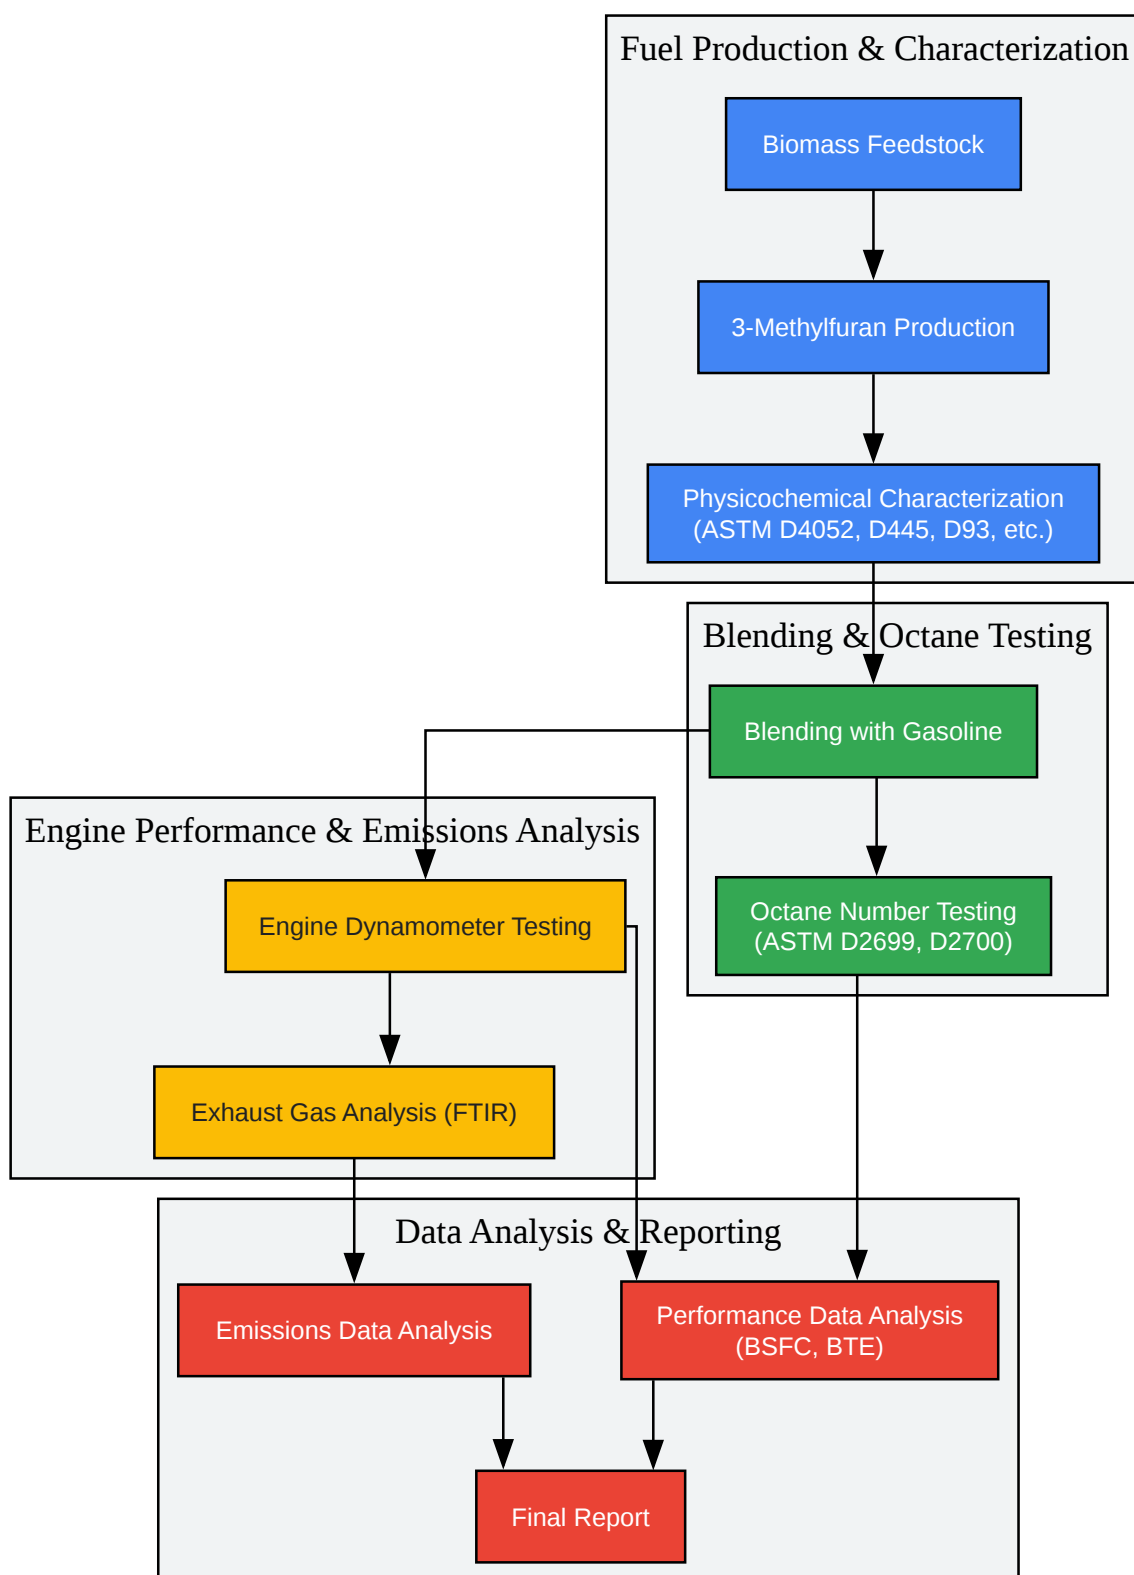 Fuel Production & Characterization
Biomass Feedstock
3-Methylfuran Production
Physicochemical Characterization
(ASTM D4052, D445, D93, etc.)
Blending & Octane Testing
Blending with Gasoline
Octane Number Testing
(ASTM D2699, D2700)
Engine Performance & Emissions Analysis
Engine Dynamometer Testing
Exhaust Gas Analysis (FTIR)
Data Analysis & Reporting
Emissions Data Analysis
Performance Data Analysis
(BSFC, BTE)
Final Report